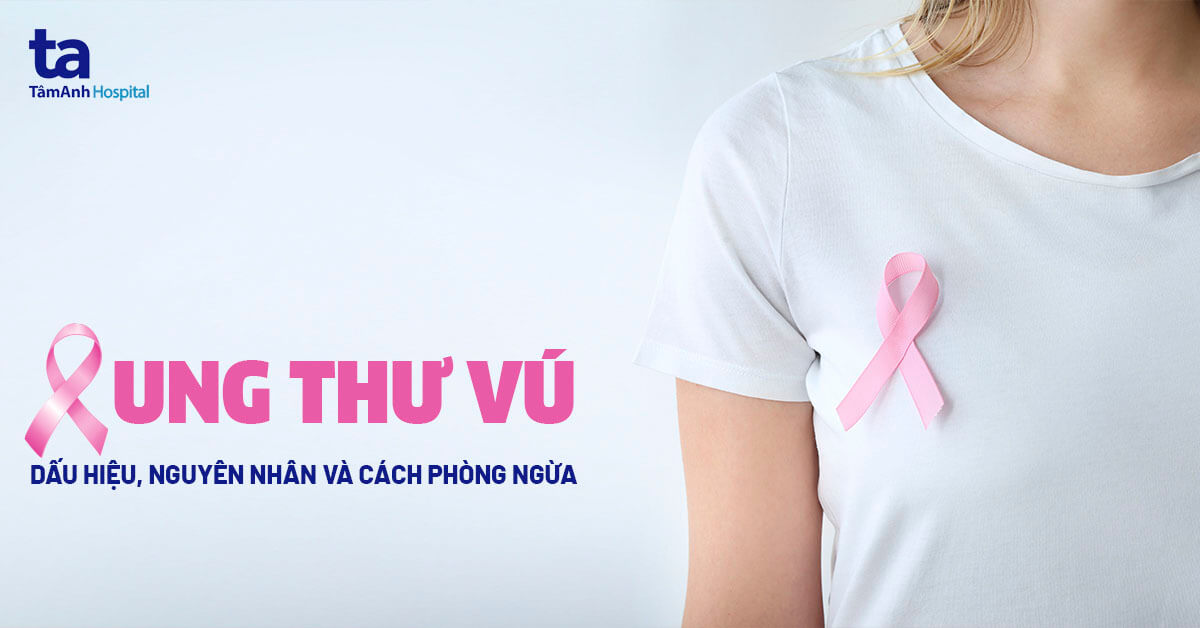 ta
TâmAnh Hospital
UNG THƯ VÚ
DẤU HIỆU, NGUYÊN NHÂN VÀ CÁCH PHÒNG NGỪA